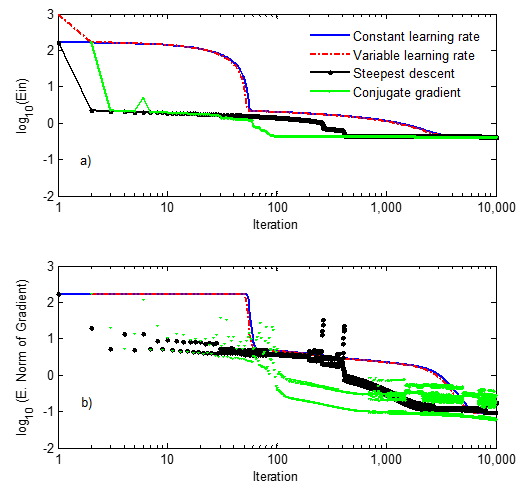 3
2
1
0
-1
-2
log10(Ein)
Constant learning rate
Variable learning rate
Steepest descent
Conjugate gradient
a)
1
10
100
1,000
10,000
Iteration
3
2
1
0
-1
-2
log10 (E. Norm of Gradient)
b)
1
10
100
1,000
10,000
Iteration